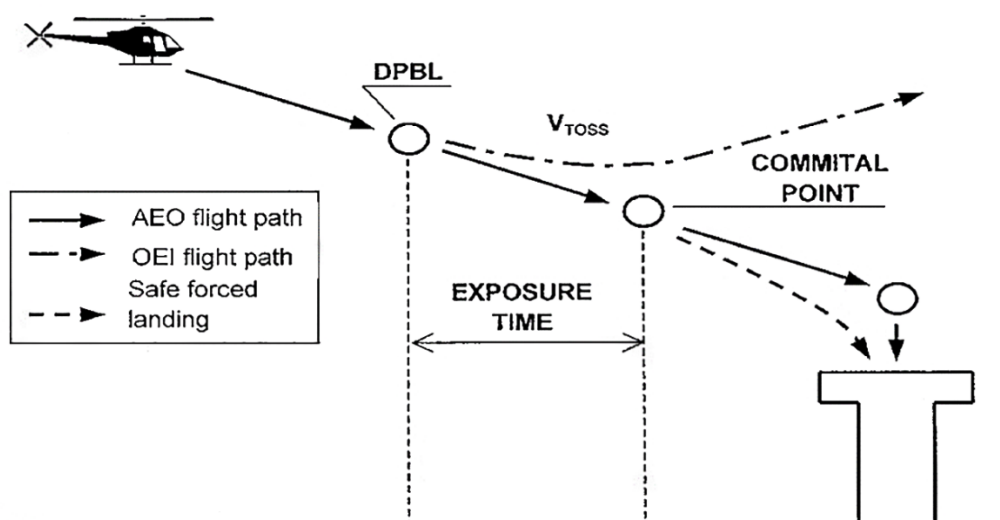 DPBL
VTOSS
COMMITAL
POINT
AEO flight path
OEI flight path
Safe forced
landing
EXPOSURE
TIME